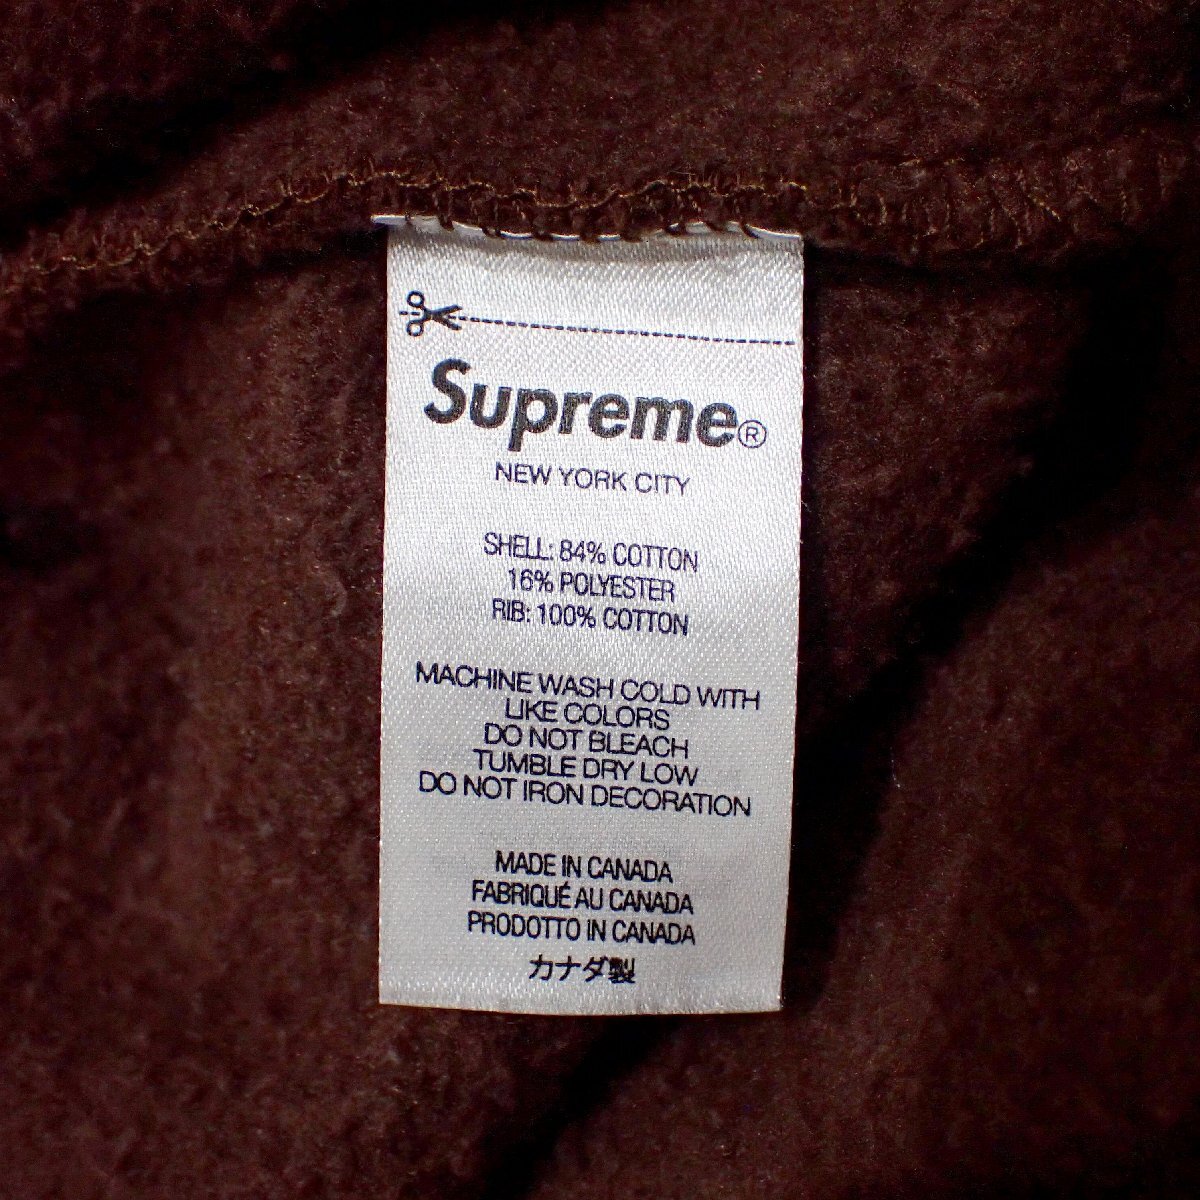 Supreme®
NEW YORK CITY
SHELL: 84% COTTON
16% POLYESTER
RIB: 100% COTTON
MACHINE WASH COLD WITH
LIKE COLORS
DO NOT BLEACH
TUMBLE DRY LOW
DO NOT IRON DECORATION
MADE IN CANADA
FABRIQUÉ AU CANADA
PRODOTTO IN CANADA
カナダ製